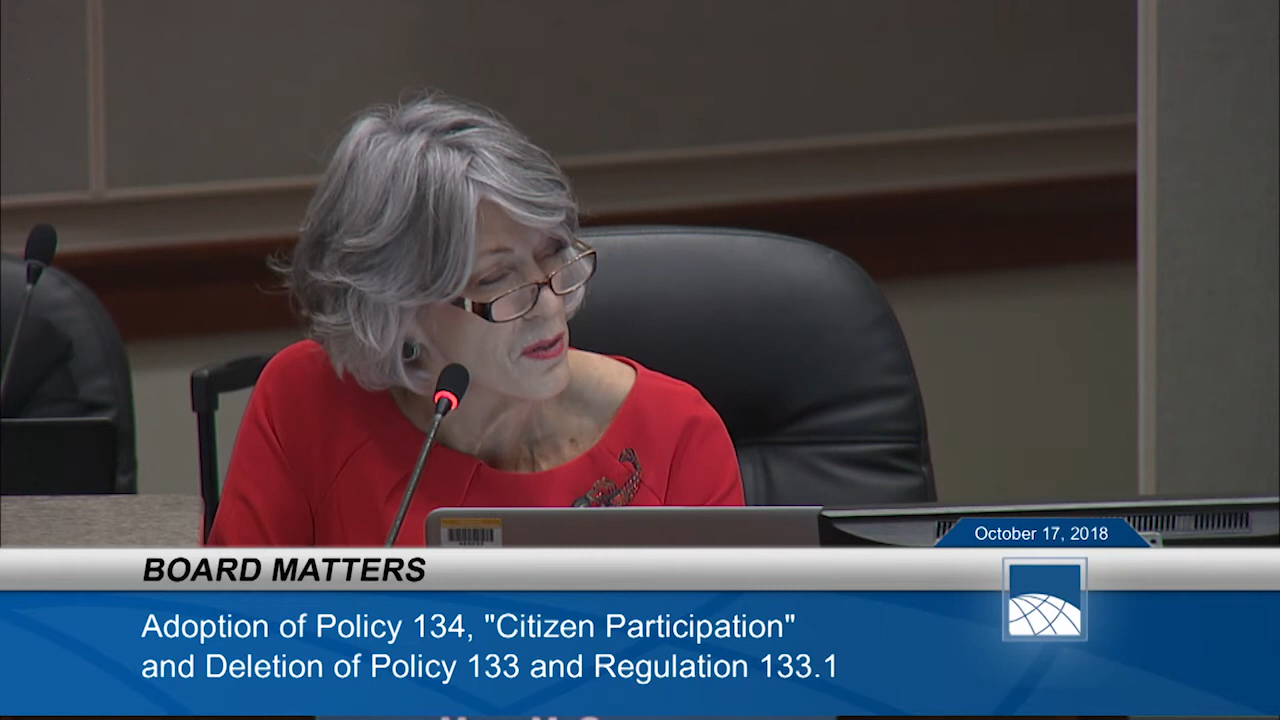 October 17, 2018
BOARD MATTERS
Adoption of Policy 134, "Citizen Participation"
and Deletion of Policy 133 and Regulation 133.1